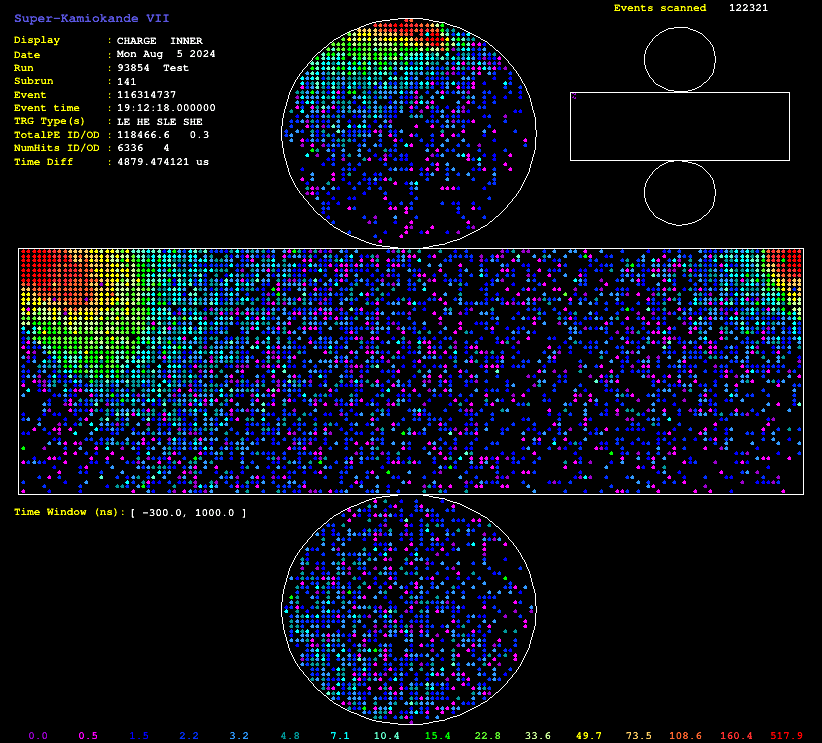 Events scanned 122321
Super-Kamiokande VII
Display : CHARGE INNER
Date : Mon Aug 5 2024
Run : 93854 Test
Subrun : 141
Event : 116314737
Event time : 19:12:18.000000
TRG Type(s) : LE HE SLE SHE
TotalPE ID/OD : 118466.6 0.3
NumHits ID/OD : 6336 4
Time Diff : 4879.474121 us
Time Window (ns): [ -300.0, 1000.0 ]
0.0 0.5 1.5 2.2 3.2 4.8 7.1 10.4 15.4 22.8 33.6 49.7 73.5 108.6 160.4 517.9